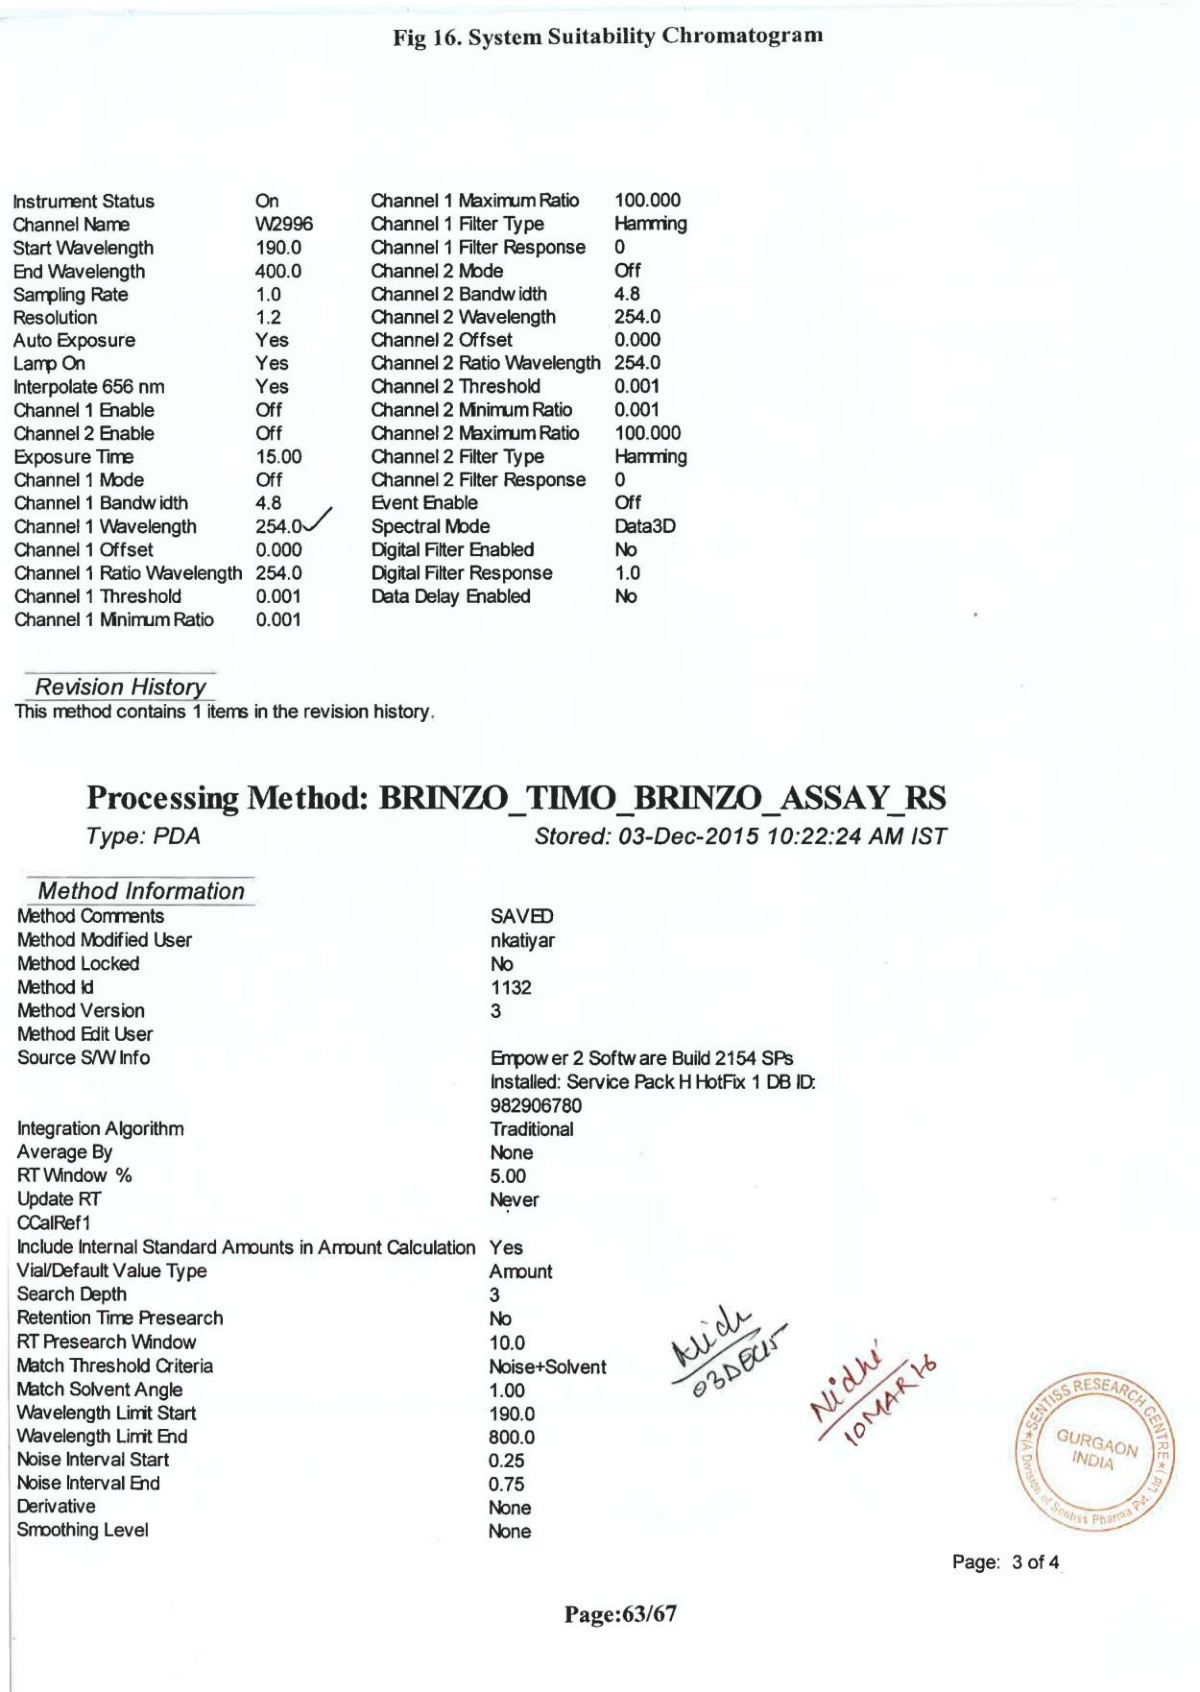 Fig 16. System Suitability Chromatogram
Instrument Status On Channel 1 Maximum Ratio 100.000
Channel Name W2996 Channel 1 Filter Type Hamming
Start Wavelength 190.0 Channel 1 Filter Response 0
End Wavelength 400.0 Channel 2 Mode Off
Sampling Rate 1.0 Channel 2 Bandwidth 4.8
Resolution 1.2 Channel 2 Wavelength 254.0
Auto Exposure Yes Channel 2 Offset 0.000
Lamp On Yes Channel 2 Ratio Wavelength 254.0
Interpolate 656 nm Yes Channel 2 Threshold 0.001
Channel 1 Enable Off Channel 2 Minimum Ratio 0.001
Channel 2 Enable Off Channel 2 Maximum Ratio 100.000
Exposure Time 15.00 Channel 2 Filter Type Hamming
Channel 1 Mode Off Channel 2 Filter Response 0
Channel 1 Bandwidth 4.8 Event Enable Off
Channel 1 Wavelength 254.0 Spectral Mode Data3D
Channel 1 Offset 0.000 Digital Filter Enabled No
Channel 1 Ratio Wavelength 254.0 Digital Filter Response 1.0
Channel 1 Threshold 0.001 Data Delay Enabled No
Channel 1 Minimum Ratio 0.001
Revision History
This method contains 1 items in the revision history.
Processing Method: BRINZO_TIMO_BRINZO_ASSAY_RS
Type: PDA Stored: 03-Dec-2015 10:22:24 AM IST
Method Information
Method Comments SAVED
Method Modified User nkatiyar
Method Locked No
Method Id 1132
Method Version 3
Method Edit User
Source S/W Info Empower 2 Software Build 2154 SPs
Installed: Service Pack H HotFix 1 DB ID:
982906780
Integration Algorithm Traditional
Average By None
RT Window % 5.00
Update RT Never
CCalRef1
Include Internal Standard Amounts in Amount Calculation Yes
Vial/Default Value Type Amount
Search Depth 3
Retention Time Presearch No
RT Presearch Window 10.0
Match Threshold Criteria Noise+Solvent
Match Solvent Angle 1.00
Wavelength Limit Start 190.0
Wavelength Limit End 800.0
Noise Interval Start 0.25
Noise Interval End 0.75
Derivative None
Smoothing Level None
03DEC15
Nidhi
10MAR16
SENTISS RESEARCH CENTRE
(A Division of Sentiss Pharma Pvt. Ltd.)
GURGAON
INDIA
Page: 3 of 4
Page:63/67